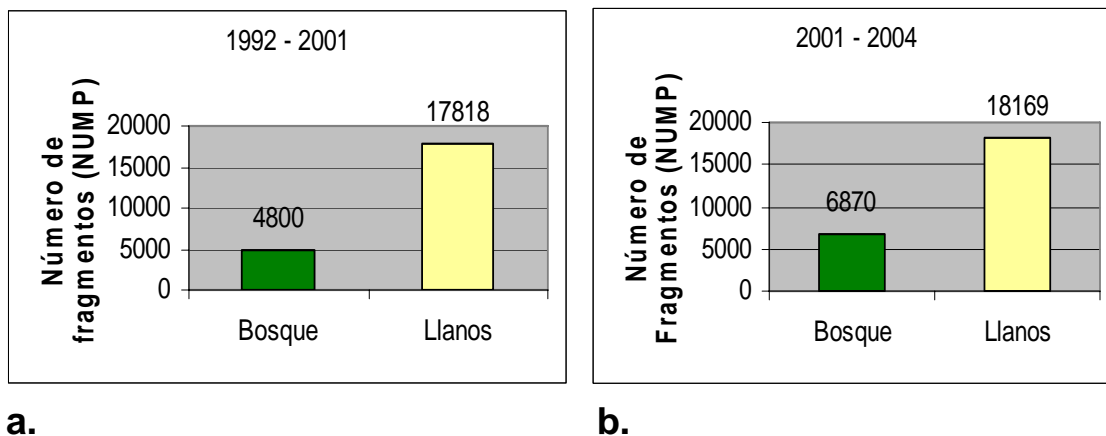 1992 - 2001
Número de
fragmentos (NUMP)
20000
15000
10000
5000
0
4800
17818
Bosque
Llanos
a.
2001 - 2004
Número de
Fragmentos (NUMP)
20000
15000
10000
5000
0
6870
18169
Bosque
Llanos
b.